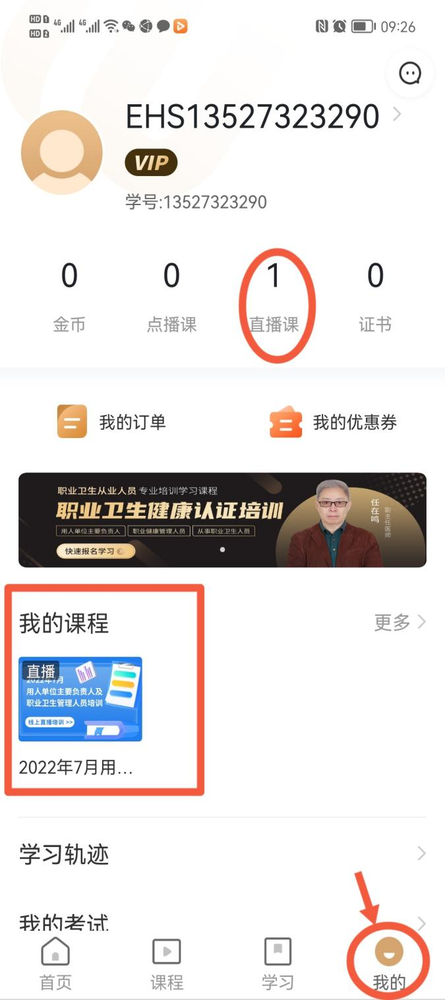 HD 1 4G 4G 09:26
HD 2
EHS13527323290
VIP
学号:13527323290
0 0 1 0
金币 点播课 直播课 证书
我的订单 我的优惠券
职业卫生从业人员 专业培训学习课程
职业卫生健康认证培训
用人单位主要负责人 职业健康管理人员 从事职业卫生人员
快速报名学习
任在鸣
副主任医师
我的课程 更多
直播
2022年7月
用人单位主要负责人及
职业卫生管理人员培训
线上直播培训 >>
2022年7月用...
学习轨迹
我的考试
首页 课程 学习 我的